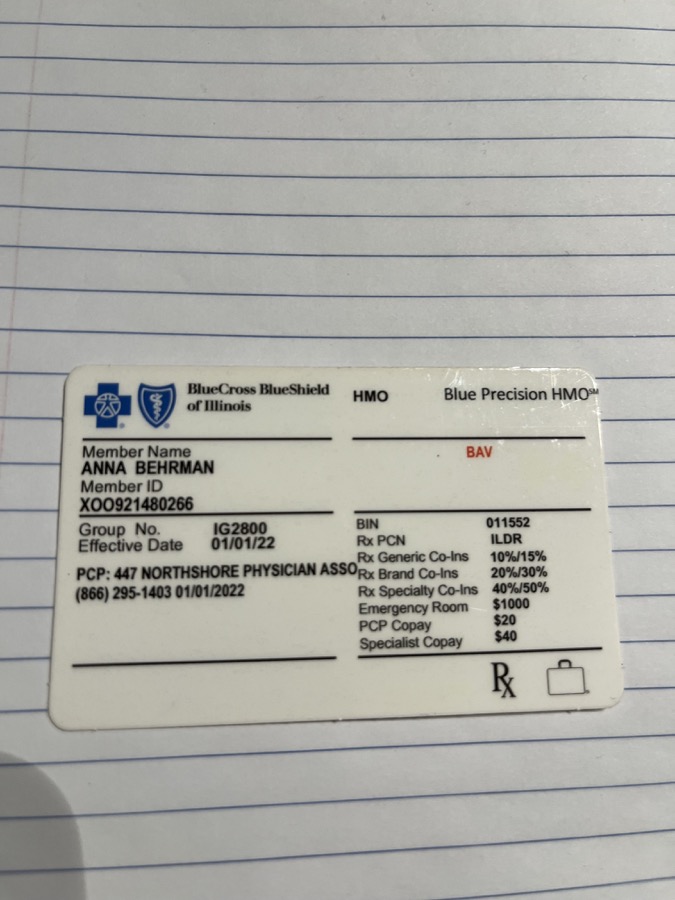 BlueCross BlueShield
of Illinois
HMO
Blue Precision HMO℠
Member Name
ANNA BEHRMAN
Member ID
XOO921480266
BAV
Group No. IG2800
Effective Date 01/01/22
PCP: 447 NORTHSHORE PHYSICIAN ASSO
(866) 295-1403 01/01/2022
BIN 011552
Rx PCN ILDR
Rx Generic Co-Ins 10%/15%
Rx Brand Co-Ins 20%/30%
Rx Specialty Co-Ins 40%/50%
Emergency Room $1000
PCP Copay $20
Specialist Copay $40
Rx